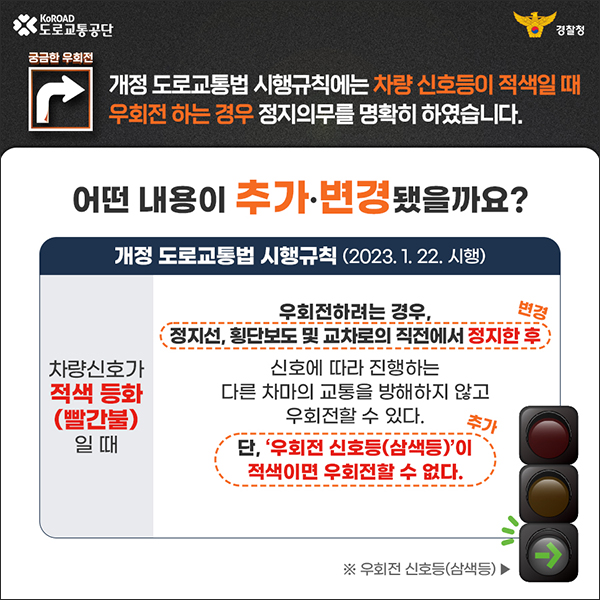 KoROAD
도로교통공단
경찰청
궁금한 우회전
개정 도로교통법 시행규칙에는 차량 신호등이 적색일 때
우회전 하는 경우 정지의무를 명확히 하였습니다.
어떤 내용이 추가·변경됐을까요?
개정 도로교통법 시행규칙 (2023. 1. 22. 시행)
차량신호가
적색 등화
(빨간불)
일 때
우회전하려는 경우,
변경
정지선, 횡단보도 및 교차로의 직전에서 정지한 후
신호에 따라 진행하는
다른 차마의 교통을 방해하지 않고
우회전할 수 있다.
추가
단, ‘우회전 신호등(삼색등)’이
적색이면 우회전할 수 없다.
※ 우회전 신호등(삼색등) ▶